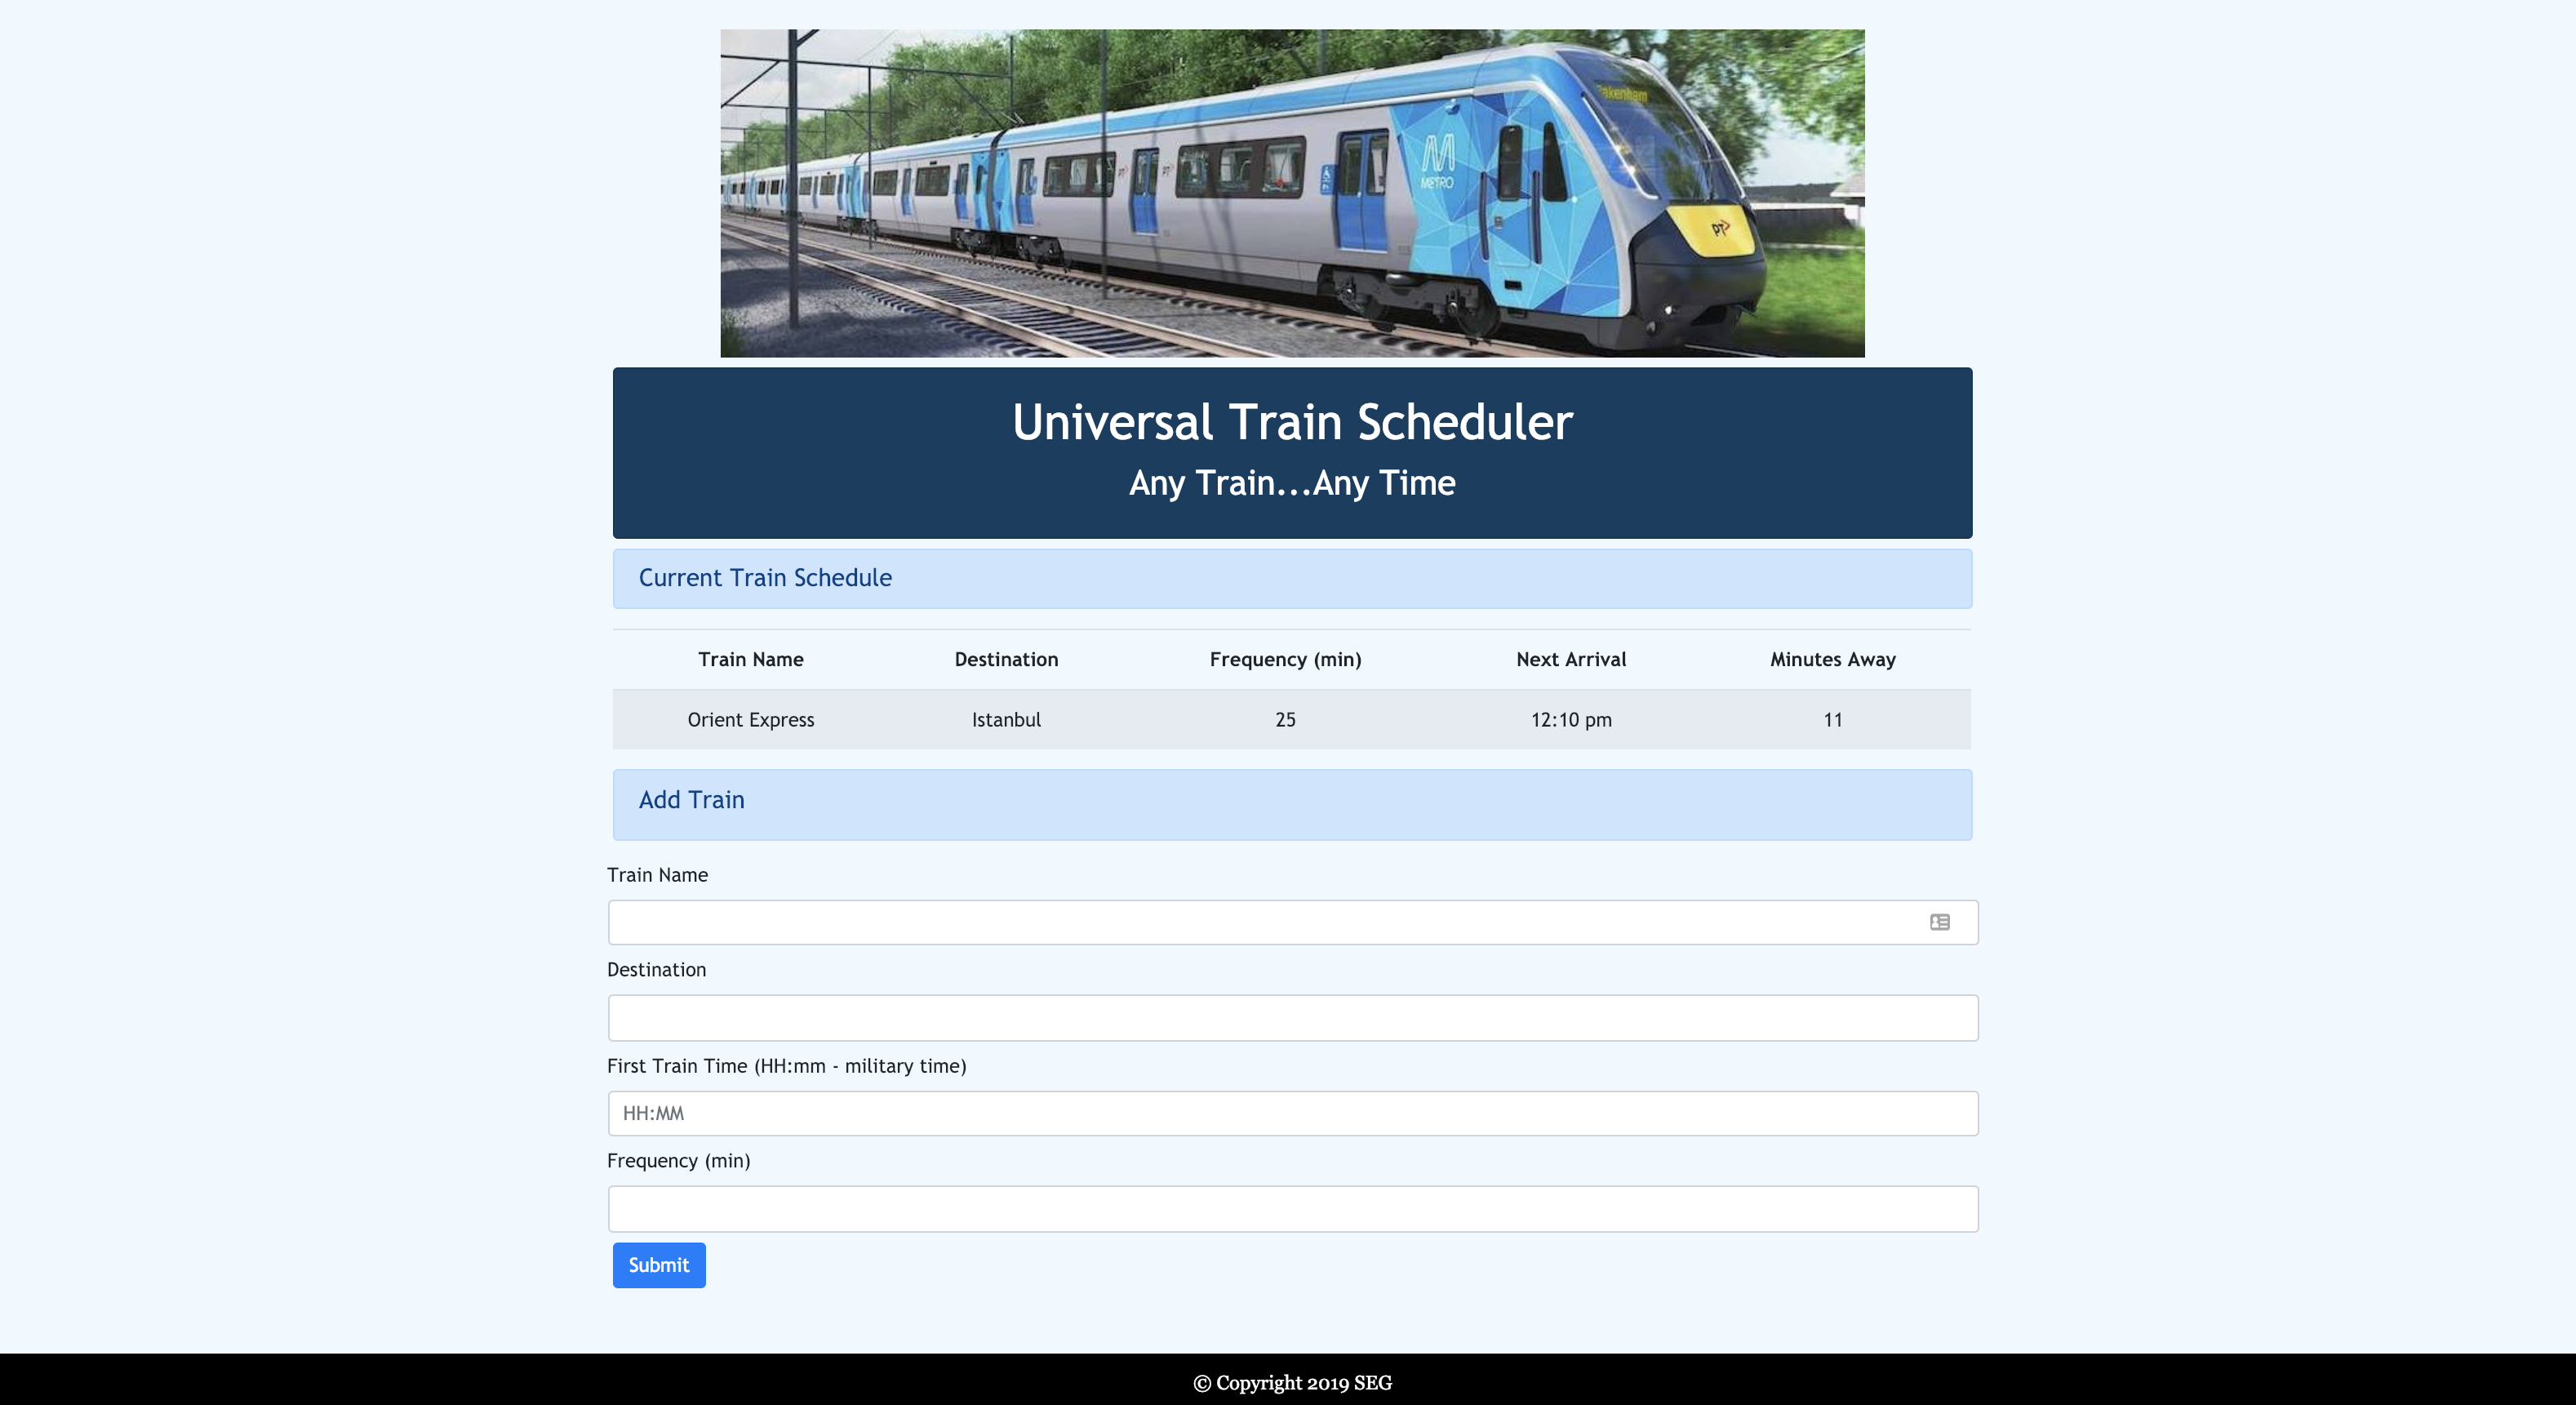 akenham
METRO
PT>
Universal Train Scheduler
Any Train...Any Time
Current Train Schedule
Train Name Destination Frequency (min) Next Arrival Minutes Away
Orient Express Istanbul 25 12:10 pm 11
Add Train
Train Name
Destination
First Train Time (HH:mm - military time)
HH:MM
Frequency (min)
Submit
© Copyright 2019 SEG